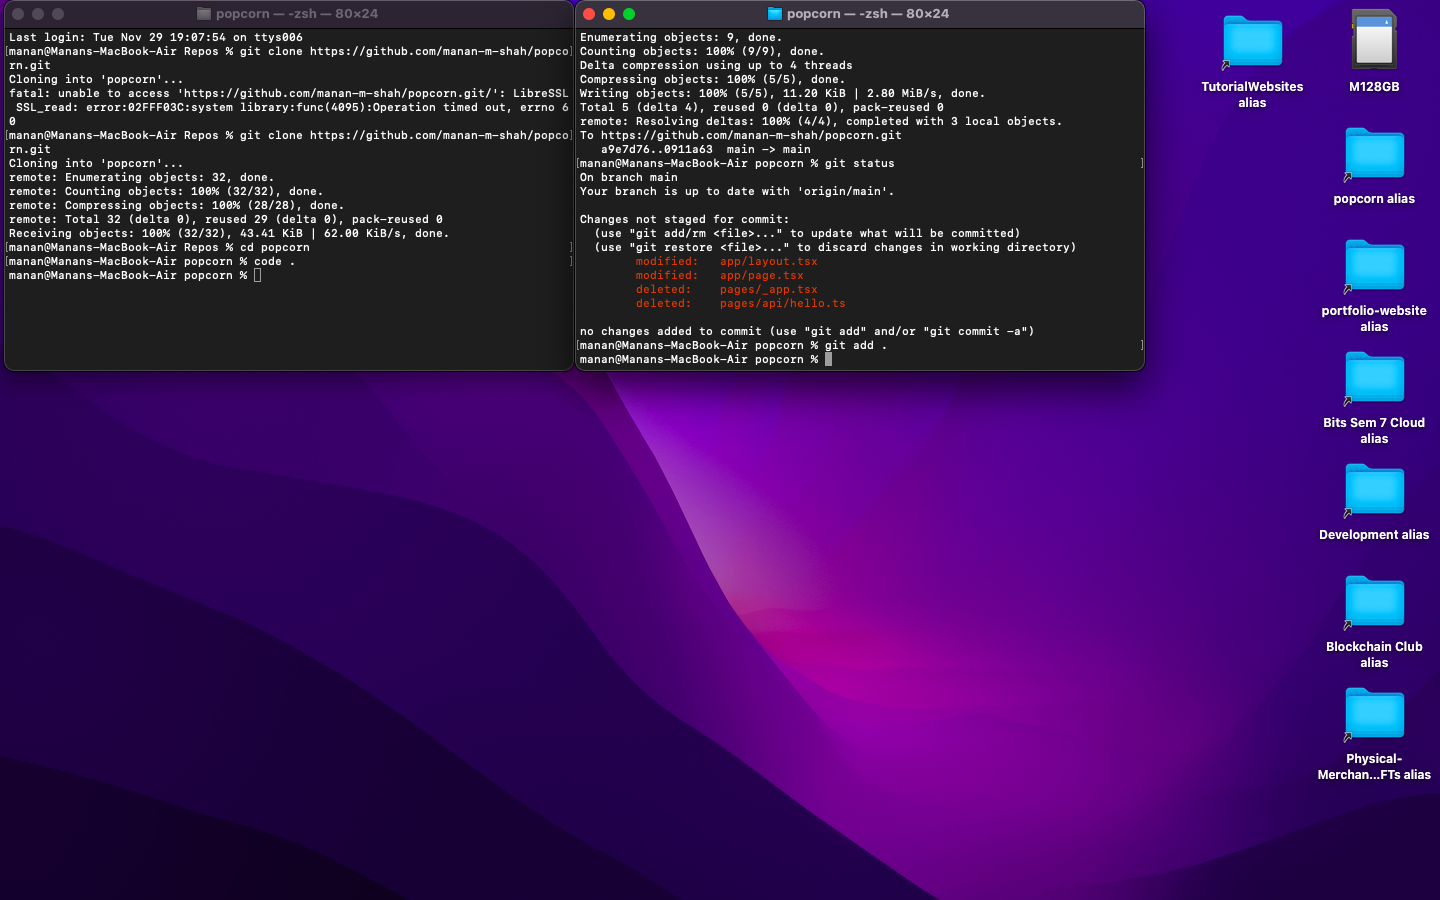 popcorn — -zsh — 80×24
Last login: Tue Nov 29 19:07:54 on ttys006
[manan@Manans-MacBook-Air Repos % git clone https://github.com/manan-m-shah/popco]
rn.git
Cloning into 'popcorn'...
fatal: unable to access 'https://github.com/manan-m-shah/popcorn.git/': LibreSSL
SSL_read: error:02FFF03C:system library:func(4095):Operation timed out, errno 6
0
[manan@Manans-MacBook-Air Repos % git clone https://github.com/manan-m-shah/popco]
rn.git
Cloning into 'popcorn'...
remote: Enumerating objects: 32, done.
remote: Counting objects: 100% (32/32), done.
remote: Compressing objects: 100% (28/28), done.
remote: Total 32 (delta 0), reused 29 (delta 0), pack-reused 0
Receiving objects: 100% (32/32), 43.41 KiB | 62.00 KiB/s, done.
[manan@Manans-MacBook-Air Repos % cd popcorn ]
[manan@Manans-MacBook-Air popcorn % code . ]
manan@Manans-MacBook-Air popcorn %
popcorn — -zsh — 80×24
Enumerating objects: 9, done.
Counting objects: 100% (9/9), done.
Delta compression using up to 4 threads
Compressing objects: 100% (5/5), done.
Writing objects: 100% (5/5), 11.20 KiB | 2.80 MiB/s, done.
Total 5 (delta 4), reused 0 (delta 0), pack-reused 0
remote: Resolving deltas: 100% (4/4), completed with 3 local objects.
To https://github.com/manan-m-shah/popcorn.git
a9e7d76..0911a63 main -> main
[manan@Manans-MacBook-Air popcorn % git status ]
On branch main
Your branch is up to date with 'origin/main'.
Changes not staged for commit:
(use "git add/rm <file>..." to update what will be committed)
(use "git restore <file>..." to discard changes in working directory)
modified: app/layout.tsx
modified: app/page.tsx
deleted: pages/_app.tsx
deleted: pages/api/hello.ts
no changes added to commit (use "git add" and/or "git commit -a")
[manan@Manans-MacBook-Air popcorn % git add . ]
manan@Manans-MacBook-Air popcorn %
TutorialWebsites
alias
M128GB
popcorn alias
portfolio-website
alias
Bits Sem 7 Cloud
alias
Development alias
Blockchain Club
alias
Physical-
Merchan...FTs alias